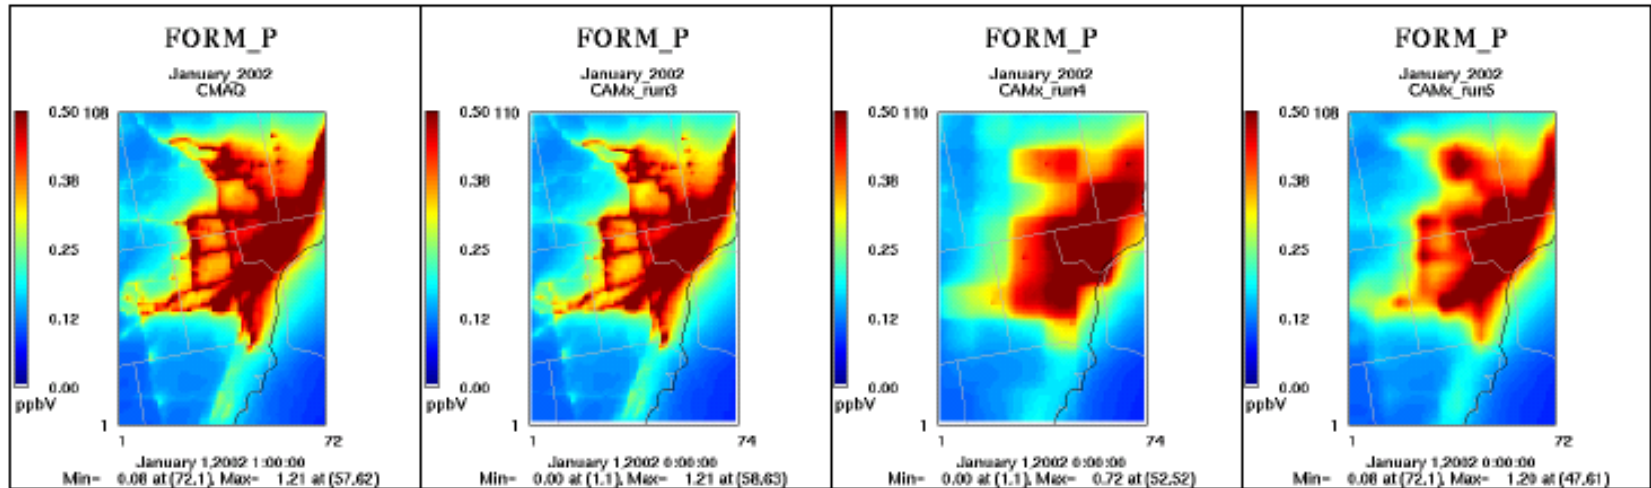 FORM_P
January_2002
CMAQ
0.50 108
0.38
0.25
0.12
0.00
ppbV
1
1 72
January 1,2002 1:00:00
Min= 0.08 at (72,1), Max= 1.21 at (57,62)
FORM_P
January_2002
CAMx_run3
0.50 110
0.38
0.25
0.12
0.00
ppbV
1
1 74
January 1,2002 0:00:00
Min= 0.00 at (1,1), Max= 1.21 at (58,63)
FORM_P
January_2002
CAMx_run4
0.50 110
0.38
0.25
0.12
0.00
ppbV
1
1 74
January 1,2002 0:00:00
Min= 0.00 at (1,1), Max= 0.72 at (52,52)
FORM_P
January_2002
CAMx_run5
0.50 108
0.38
0.25
0.12
0.00
ppbV
1
1 72
January 1,2002 0:00:00
Min= 0.08 at (72,1), Max= 1.20 at (47,61)